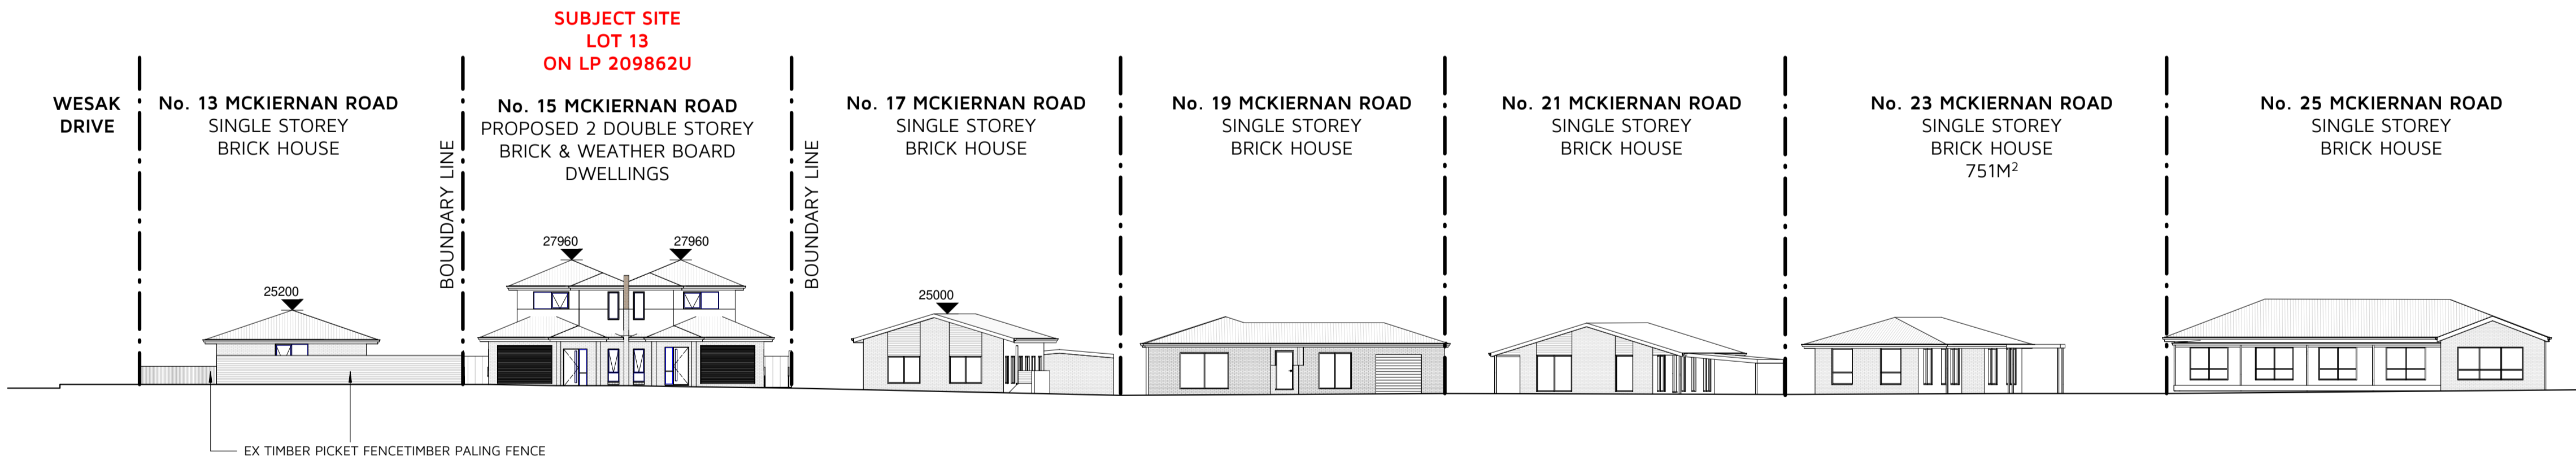 SUBJECT SITE
LOT 13
ON LP 209862U
WESAK
DRIVE
No. 13 MCKIERNAN ROAD
SINGLE STOREY
BRICK HOUSE
BOUNDARY LINE
No. 15 MCKIERNAN ROAD
PROPOSED 2 DOUBLE STOREY
BRICK & WEATHER BOARD
DWELLINGS
BOUNDARY LINE
No. 17 MCKIERNAN ROAD
SINGLE STOREY
BRICK HOUSE
No. 19 MCKIERNAN ROAD
SINGLE STOREY
BRICK HOUSE
No. 21 MCKIERNAN ROAD
SINGLE STOREY
BRICK HOUSE
No. 23 MCKIERNAN ROAD
SINGLE STOREY
BRICK HOUSE
751M²
No. 25 MCKIERNAN ROAD
SINGLE STOREY
BRICK HOUSE
25200
27960
27960
25000
EX TIMBER PICKET FENCETIMBER PALING FENCE